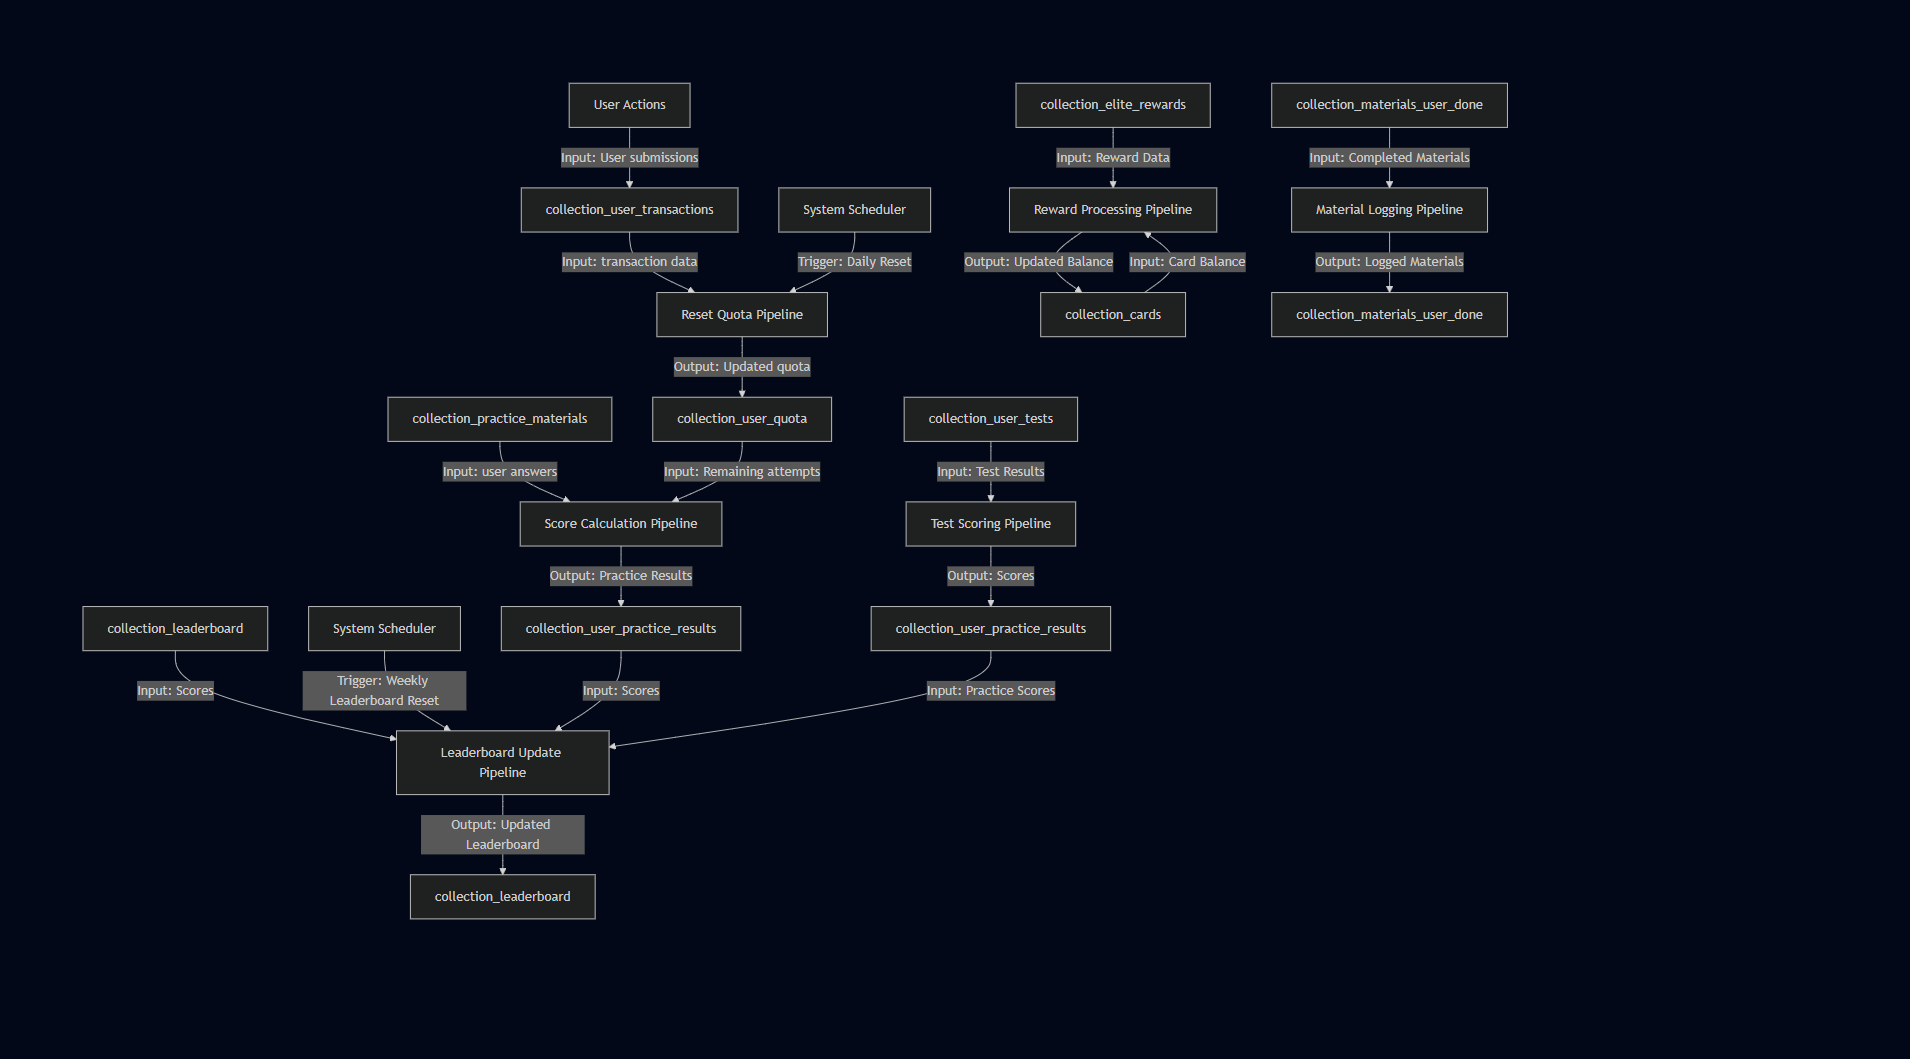 User Actions
collection_elite_rewards
collection_materials_user_done
Input: User submissions
Input: Reward Data
Input: Completed Materials
collection_user_transactions
System Scheduler
Reward Processing Pipeline
Material Logging Pipeline
Input: transaction data
Trigger: Daily Reset
Output: Updated Balance
Input: Card Balance
Output: Logged Materials
Reset Quota Pipeline
collection_cards
collection_materials_user_done
Output: Updated quota
collection_practice_materials
collection_user_quota
collection_user_tests
Input: user answers
Input: Remaining attempts
Input: Test Results
Score Calculation Pipeline
Test Scoring Pipeline
Output: Practice Results
Output: Scores
collection_leaderboard
System Scheduler
collection_user_practice_results
collection_user_practice_results
Input: Scores
Trigger: Weekly
Leaderboard Reset
Input: Scores
Input: Practice Scores
Leaderboard Update
Pipeline
Output: Updated
Leaderboard
collection_leaderboard